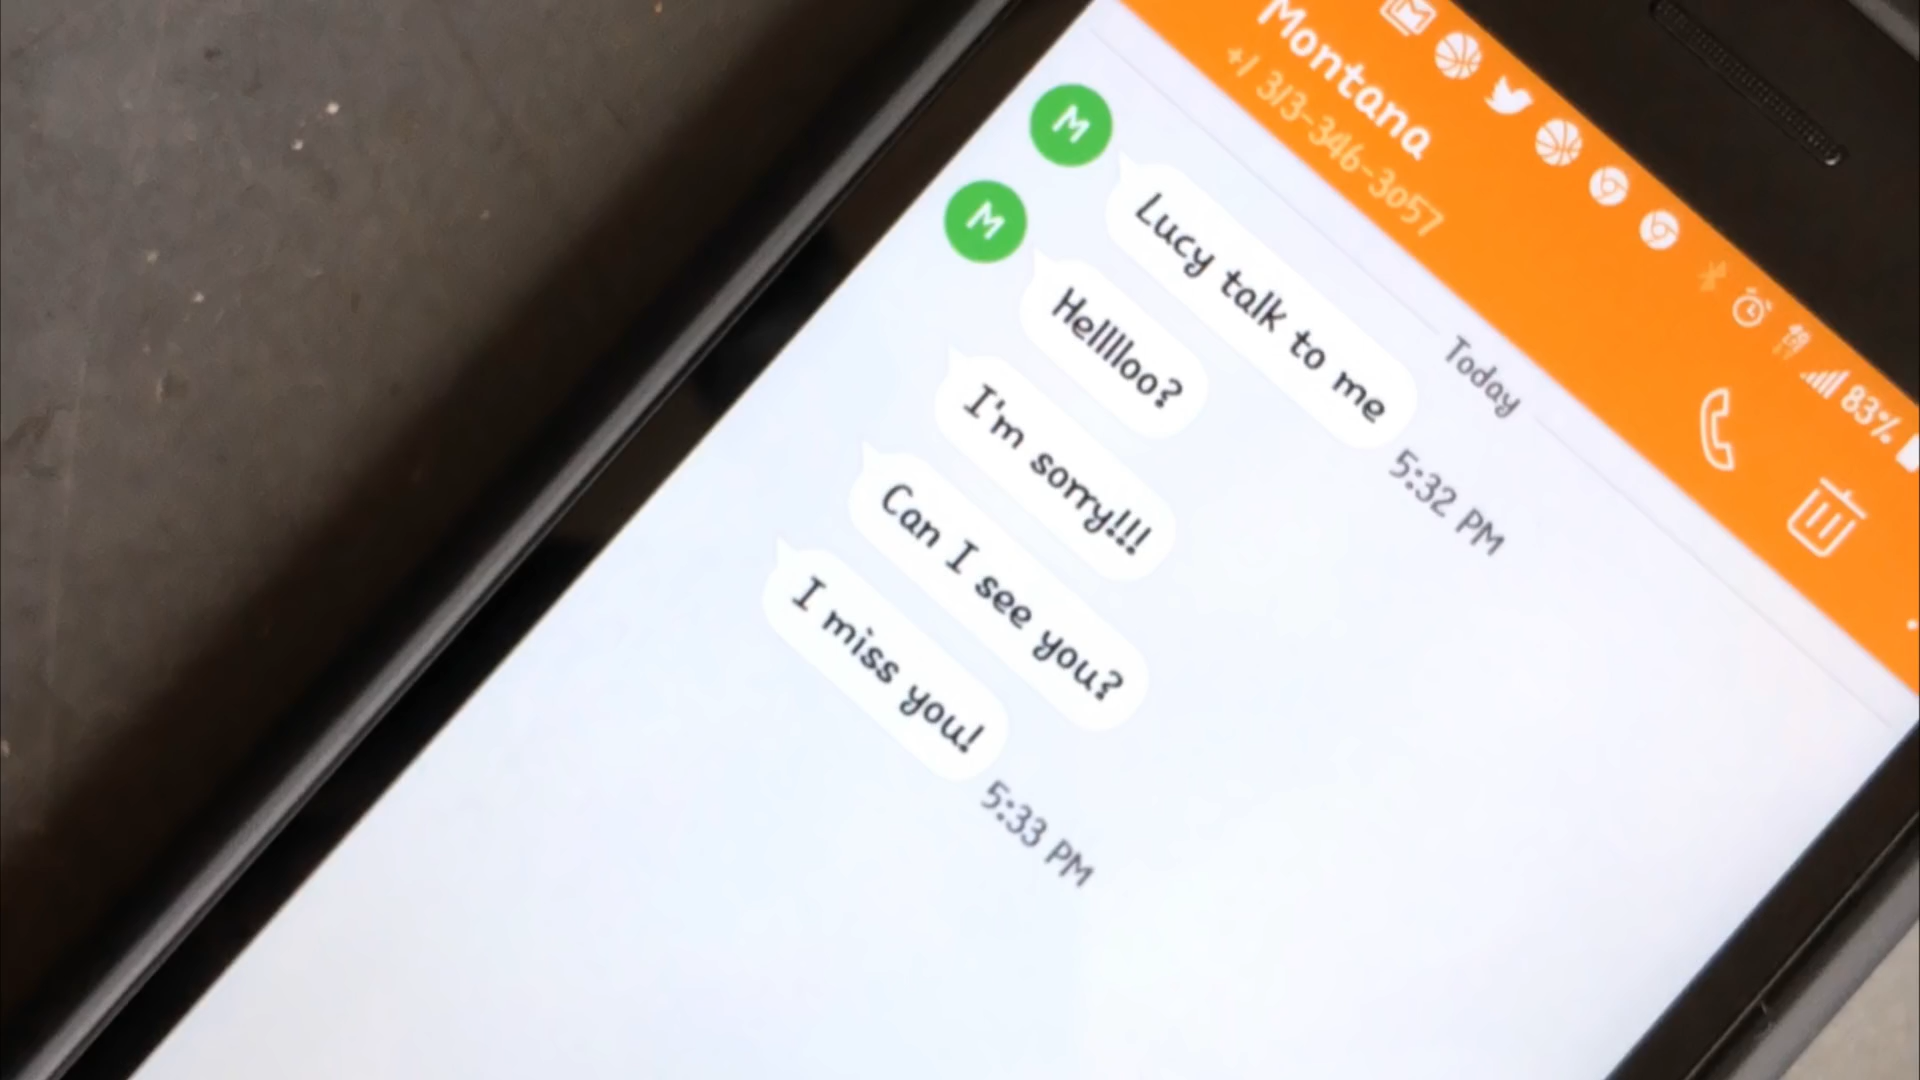 83%
Montana
+1 313-346-3057
Today
M
Lucy talk to me
5:32 PM
M
Helllloo?
I'm sorry!!!
Can I see you?
I miss you!
5:33 PM